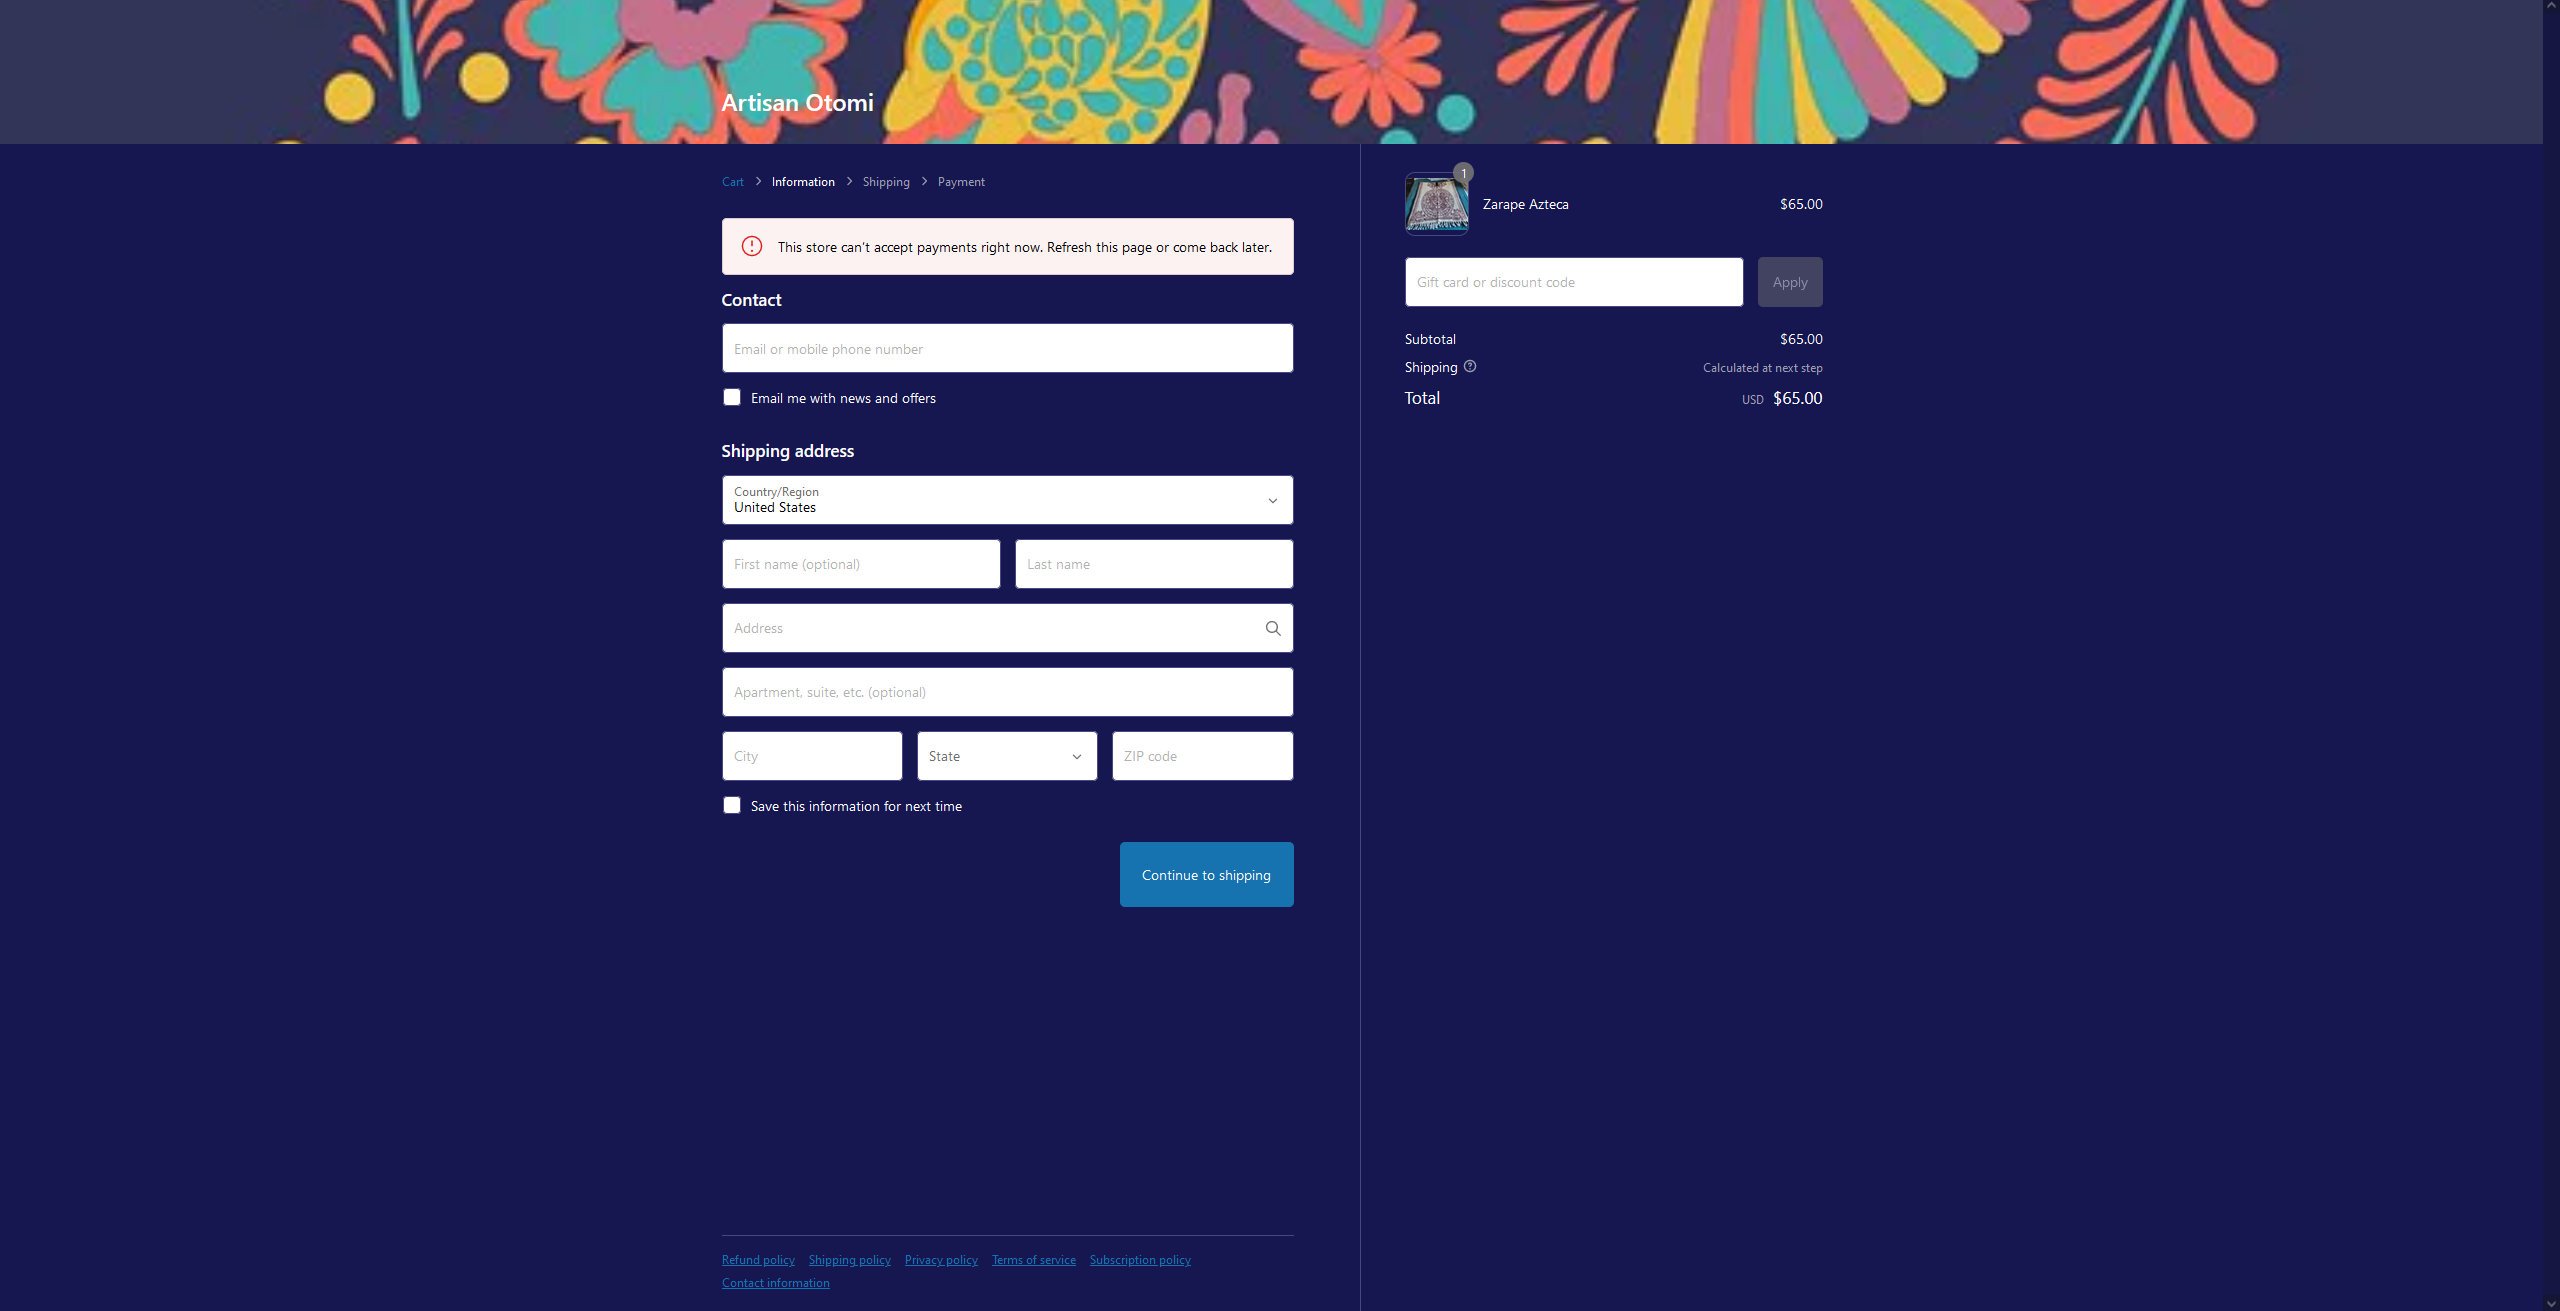 Artisan Otomi
Cart > Information > Shipping > Payment
This store can't accept payments right now. Refresh this page or come back later.
Contact
Email or mobile phone number
Email me with news and offers
Shipping address
Country/Region
United States
First name (optional) Last name
Address
Apartment, suite, etc. (optional)
City State ZIP code
Save this information for next time
Continue to shipping
Refund policy Shipping policy Privacy policy Terms of service Subscription policy
Contact information
1
Zarape Azteca $65.00
Gift card or discount code Apply
Subtotal $65.00
Shipping Calculated at next step
Total USD $65.00